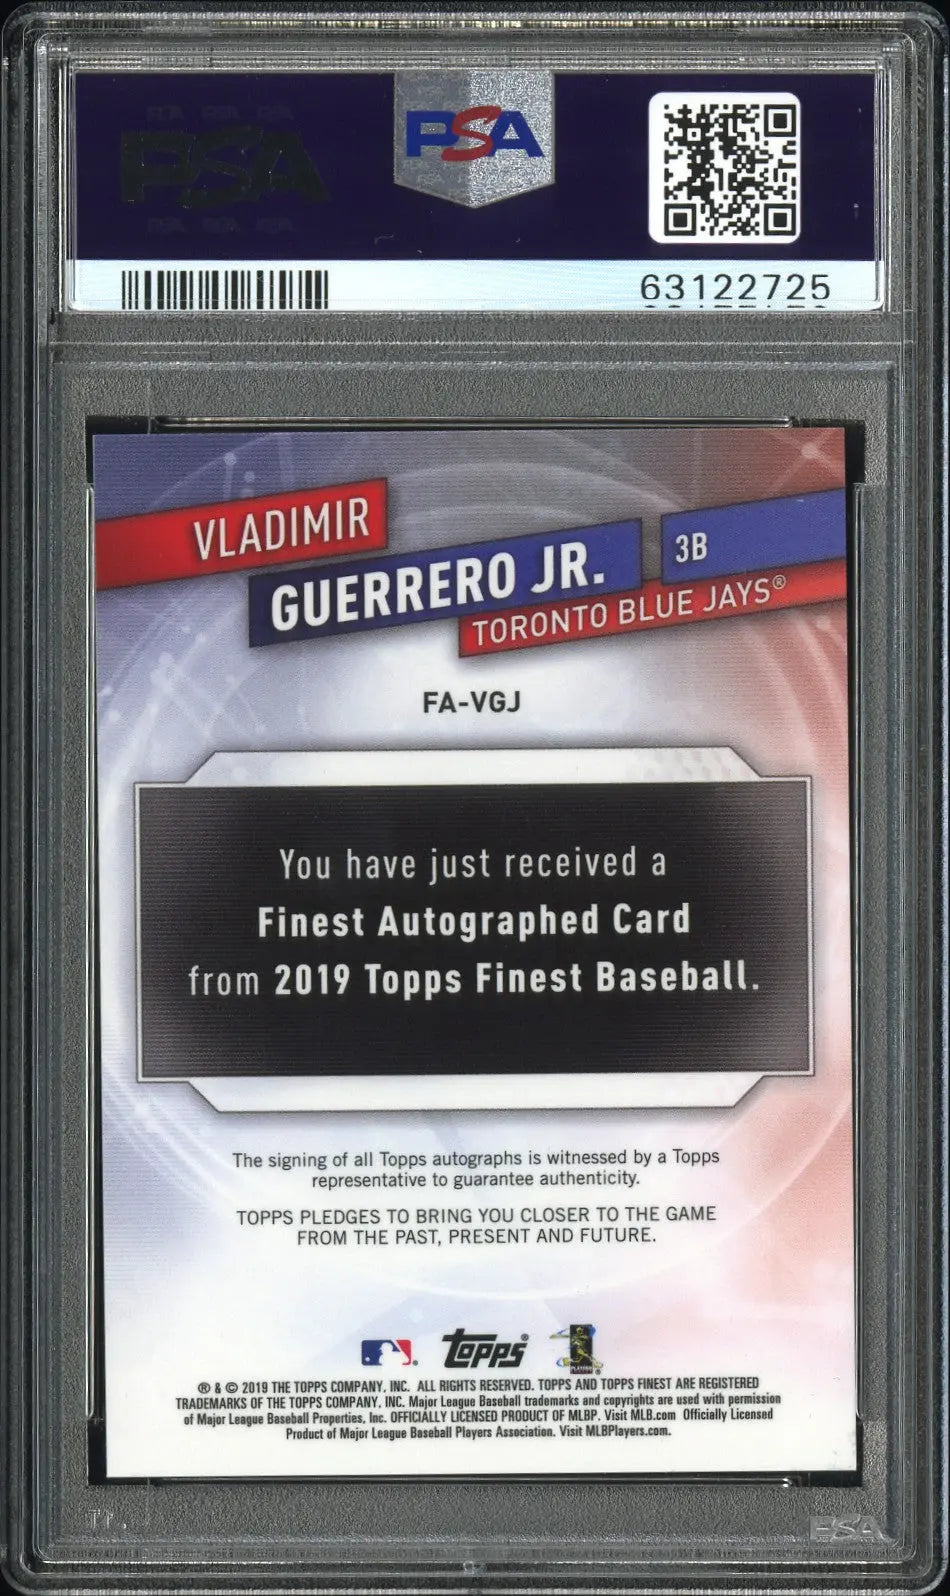 PSA
PSA
63122725
VLADIMIR
GUERRERO JR.
3B
TORONTO BLUE JAYS®
FA-VGJ
You have just received a
Finest Autographed Card
from 2019 Topps Finest Baseball.
The signing of all Topps autographs is witnessed by a Topps
representative to guarantee authenticity.
TOPPS PLEDGES TO BRING YOU CLOSER TO THE GAME
FROM THE PAST, PRESENT AND FUTURE.
topps®
® & © 2019 THE TOPPS COMPANY, INC. ALL RIGHTS RESERVED. TOPPS AND TOPPS FINEST ARE REGISTERED
TRADEMARKS OF THE TOPPS COMPANY, INC. Major League Baseball trademarks and copyrights are used with permission
of Major League Baseball Properties, Inc. OFFICIALLY LICENSED PRODUCT OF MLBP. Visit MLB.com Officially Licensed
Product of Major League Baseball Players Association. Visit MLBPlayers.com.
PSA